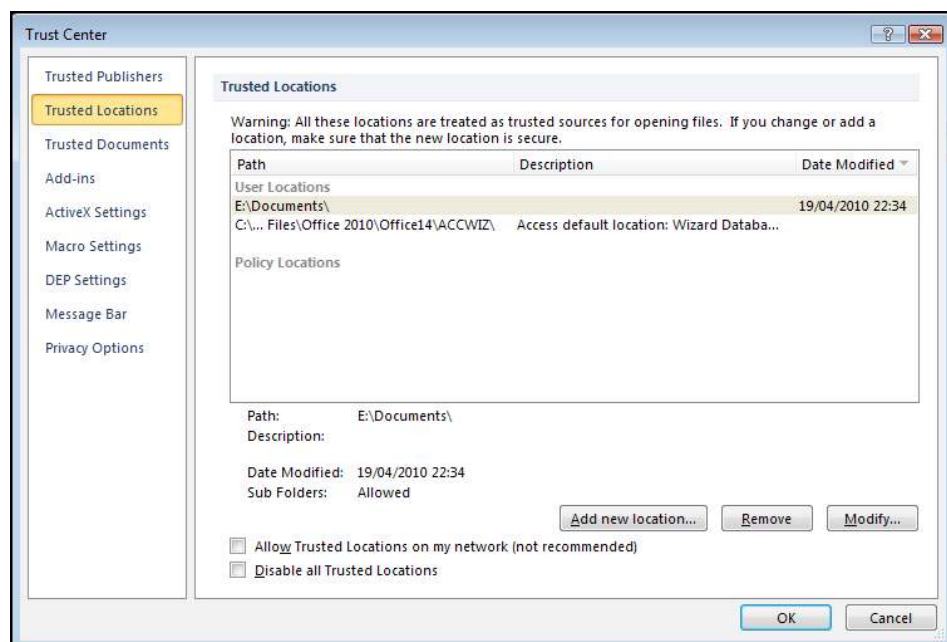 Trust Center
Trusted Publishers
Trusted Locations
Trusted Documents
Add-ins
ActiveX Settings
Macro Settings
DEP Settings
Message Bar
Privacy Options
Trusted Locations
Warning: All these locations are treated as trusted sources for opening files. If you change or add a
location, make sure that the new location is secure.
Path Description Date Modified
User Locations
E:\Documents\ 19/04/2010 22:34
C:\... Files\Office 2010\Office14\ACCWIZ\ Access default location: Wizard Databa...
Policy Locations
Path: E:\Documents\
Description:
Date Modified: 19/04/2010 22:34
Sub Folders: Allowed
Add new location... Remove Modify...
Allow Trusted Locations on my network (not recommended)
Disable all Trusted Locations
OK Cancel